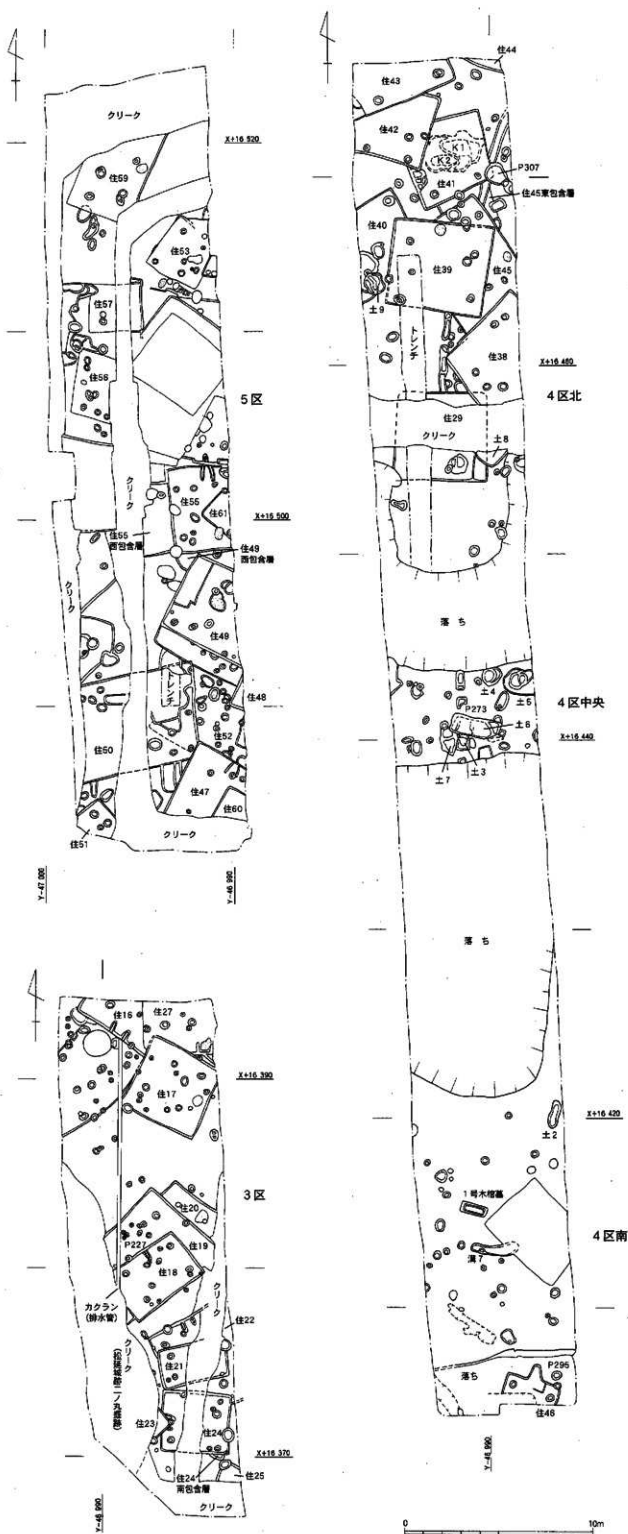 クリーク
X+16 520
住59
住53
住57
住56
5区
クリーク
住55
住61
X+16 500
住55
西包含層
住49
西包含層
クリーク
住49
住48
トレンチ
住52
住50
住47
住60
住51
クリーク
Y-47 000
Y-46 990
住16
住27
住17
X+16 390
3区
住20
P227
住19
住18
カクラン
(排水管)
クリーク
住22
クリーク
住21
住23
住24
X+16 370
住24
南包含層
住25
クリーク
Y-46 990
住44
住43
住42
K1
K2
P307
住41
住45東包含層
住40
住39
住45
土9
トレンチ
住38
X+16 460
4区北
住29
クリーク
土8
落ち
土4
土5
4区中央
P273
土6
X+16 440
土7
土3
落ち
X+16 420
土2
1号木棺墓
4区南
溝7
落ち
P295
住46
Y-46 990
0
10m